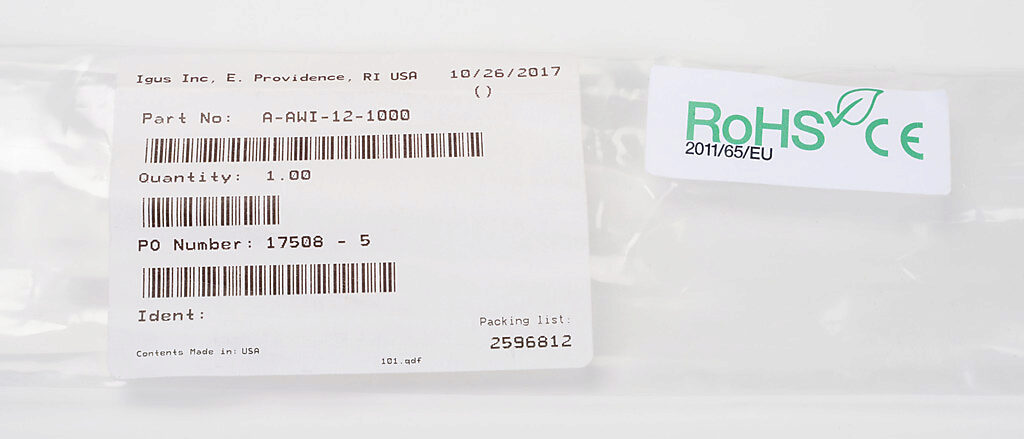 Igus Inc, E. Providence, RI USA 10/26/2017
()
Part No: A-AWI-12-1000
Quantity: 1.00
PO Number: 17508 - 5
Ident:
Packing list:
2596812
Contents Made in: USA
101.qdf
RoHS CE
2011/65/EU